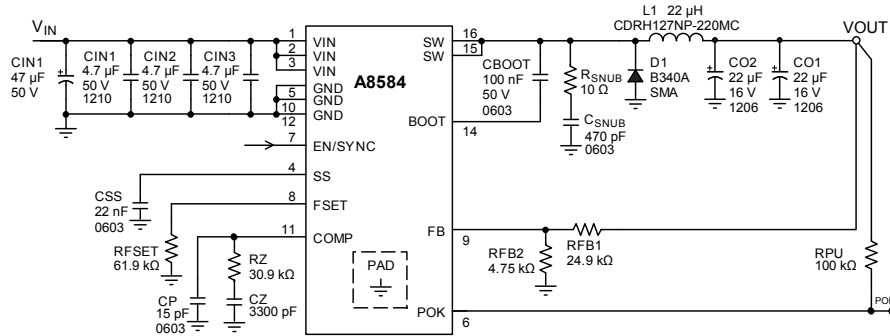 L1 22 µH
CDRH127NP-220MC
VIN
VOUT
CIN1
47 µF
50 V
CIN1
4.7 µF
50 V
1210
CIN2
4.7 µF
50 V
1210
CIN3
4.7 µF
50 V
1210
1
2
3
5
10
12
7
4
8
11
VIN
VIN
VIN
GND
GND
GND
EN/SYNC
SS
FSET
COMP
A8584
PAD
SW
SW
BOOT
FB
POK
16
15
14
9
6
CBOOT
100 nF
50 V
0603
RSNUB
10 Ω
CSNUB
470 pF
0603
D1
B340A
SMA
CO2
22 µF
16 V
1206
CO1
22 µF
16 V
1206
CSS
22 nF
0603
RFSET
61.9 kΩ
RZ
30.9 kΩ
CP
15 pF
0603
CZ
3300 pF
RFB2
4.75 kΩ
RFB1
24.9 kΩ
RPU
100 kΩ